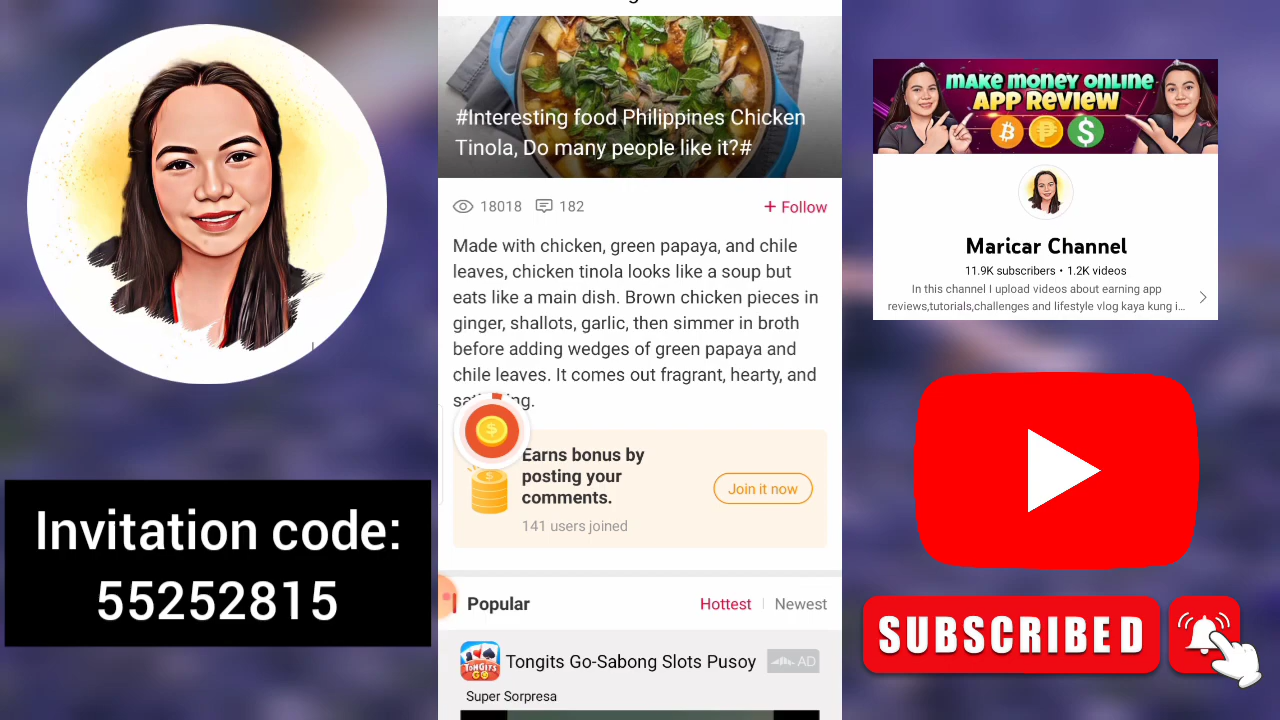 #Interesting food Philippines Chicken
Tinola, Do many people like it?#
18018 182 + Follow
Made with chicken, green papaya, and chile
leaves, chicken tinola looks like a soup but
eats like a main dish. Brown chicken pieces in
ginger, shallots, garlic, then simmer in broth
before adding wedges of green papaya and
chile leaves. It comes out fragrant, hearty, and
Earns bonus by
posting your
comments.
141 users joined
Join it now
Popular
Hottest Newest
TONGITS GO
Tongits Go-Sabong Slots Pusoy
AD
Super Sorpresa
Invitation code:
55252815
MAKE MONEY ONLINE
APP REVIEW
Maricar Channel
11.9K subscribers • 1.2K videos
In this channel I upload videos about earning app
reviews,tutorials,challenges and lifestyle vlog kaya kung i...
SUBSCRIBED